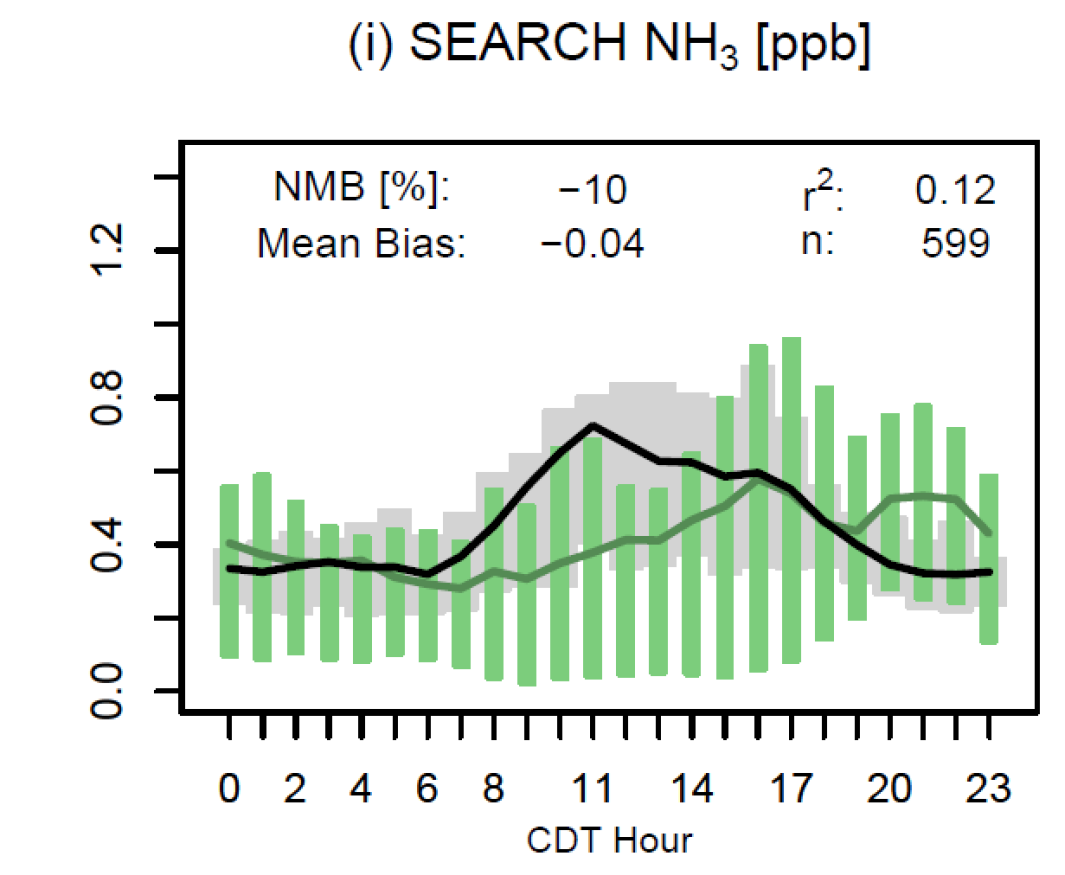 (i) SEARCH NH₃ [ppb]
NMB [%]: −10 r²: 0.12
Mean Bias: −0.04 n: 599
1.2
0.8
0.4
0.0
0 2 4 6 8 11 14 17 20 23
CDT Hour